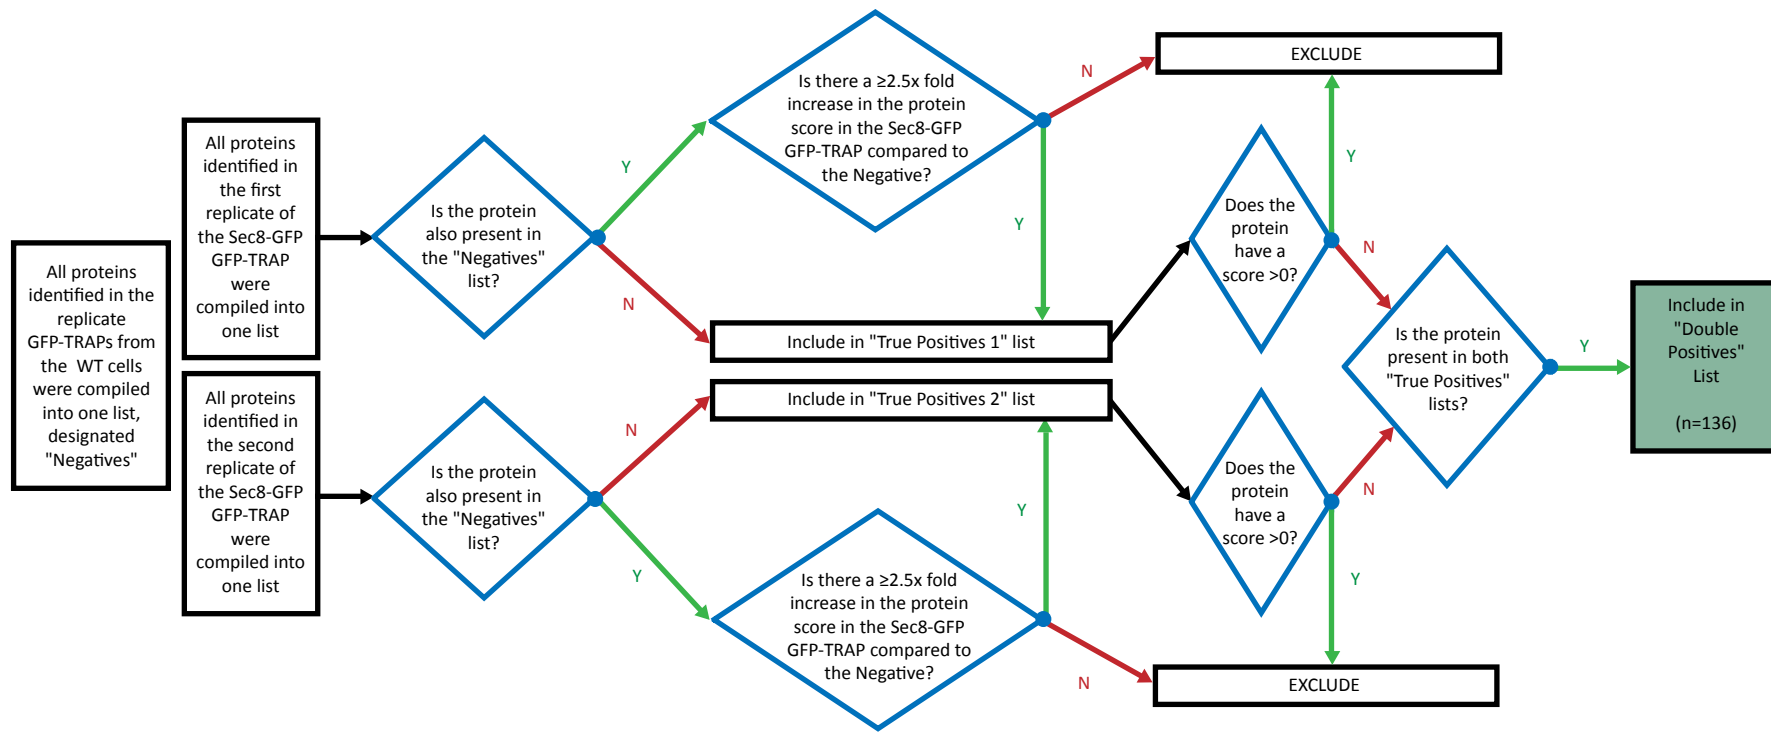 All proteins
identified in the
replicate
GFP-TRAPs from
the WT cells
were compiled
into one list,
designated
"Negatives"
All proteins
identified in
the first
replicate of
the Sec8-GFP
GFP-TRAP
were
compiled into
one list
All proteins
identified in
the second
replicate of
the Sec8-GFP
GFP-TRAP
were
compiled into
one list
Is the protein
also present in
the "Negatives"
list?
Y
N
Is the protein
also present in
the "Negatives"
list?
N
Y
Is there a ≥2.5x fold
increase in the protein
score in the Sec8-GFP
GFP-TRAP compared to
the Negative?
N
Y
Include in "True Positives 1" list
Include in "True Positives 2" list
Y
Is there a ≥2.5x fold
increase in the protein
score in the Sec8-GFP
GFP-TRAP compared to
the Negative?
N
EXCLUDE
Y
Does the
protein
have a
score >0?
N
Does the
protein
have a
score >0?
N
Y
EXCLUDE
Is the protein
present in both
"True Positives"
lists?
Y
Include in
"Double
Positives"
List
(n=136)